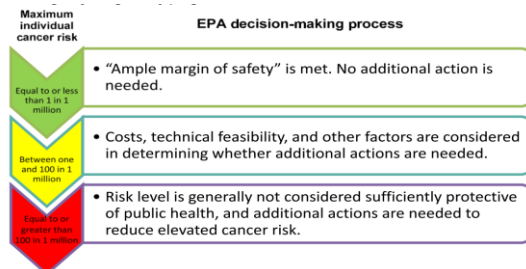 Maximum
individual
cancer risk
EPA decision-making process
Equal to or less
than 1 in 1
million
• “Ample margin of safety” is met. No additional action is
needed.
Between one
and 100 in 1
million
• Costs, technical feasibility, and other factors are considered
in determining whether additional actions are needed.
Equal to or
greater than
100 in 1 million
• Risk level is generally not considered sufficiently protective
of public health, and additional actions are needed to
reduce elevated cancer risk.